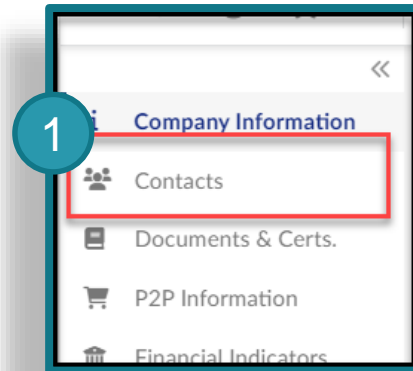 1
Company Information
Contacts
Documents & Certs.
P2P Information
Financial Indicators